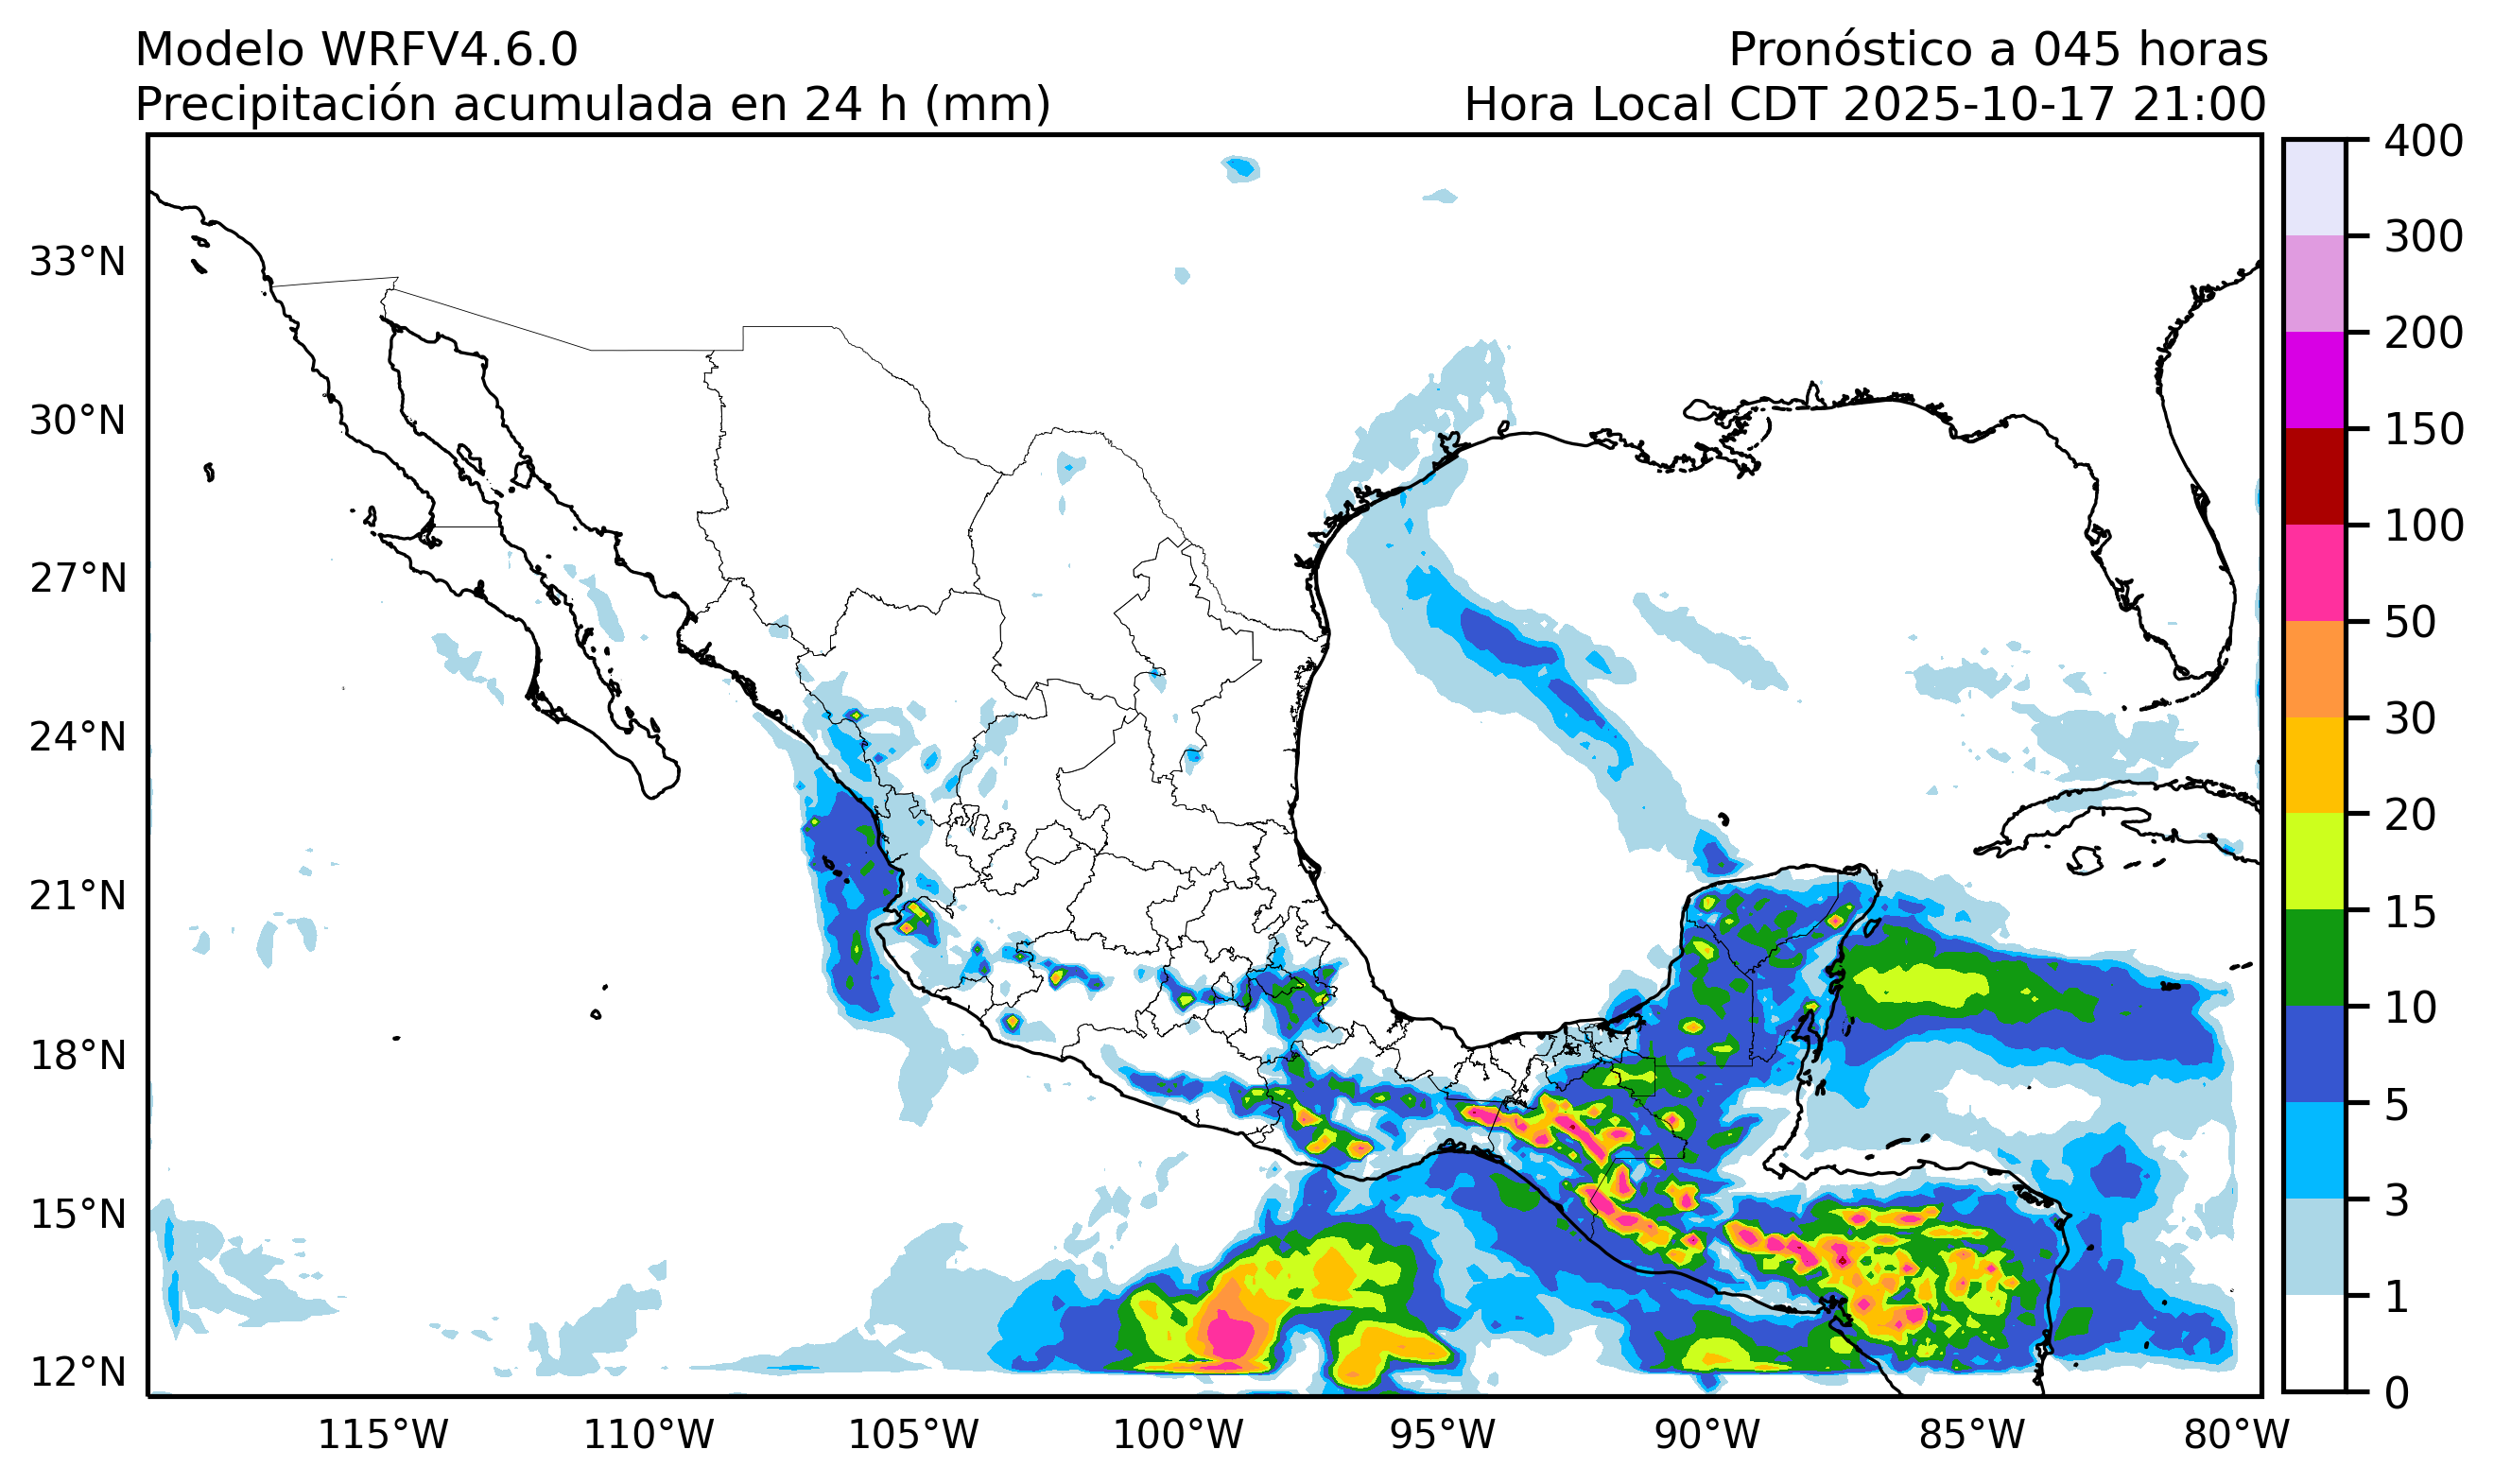 Modelo WRFV4.6.0
Pronóstico a 045 horas
Precipitación acumulada en 24 h (mm)
Hora Local CDT 2025-10-17 21:00
33°N
30°N
27°N
24°N
21°N
18°N
15°N
12°N
115°W
110°W
105°W
100°W
95°W
90°W
85°W
80°W
400
300
200
150
100
50
30
20
15
10
5
3
1
0